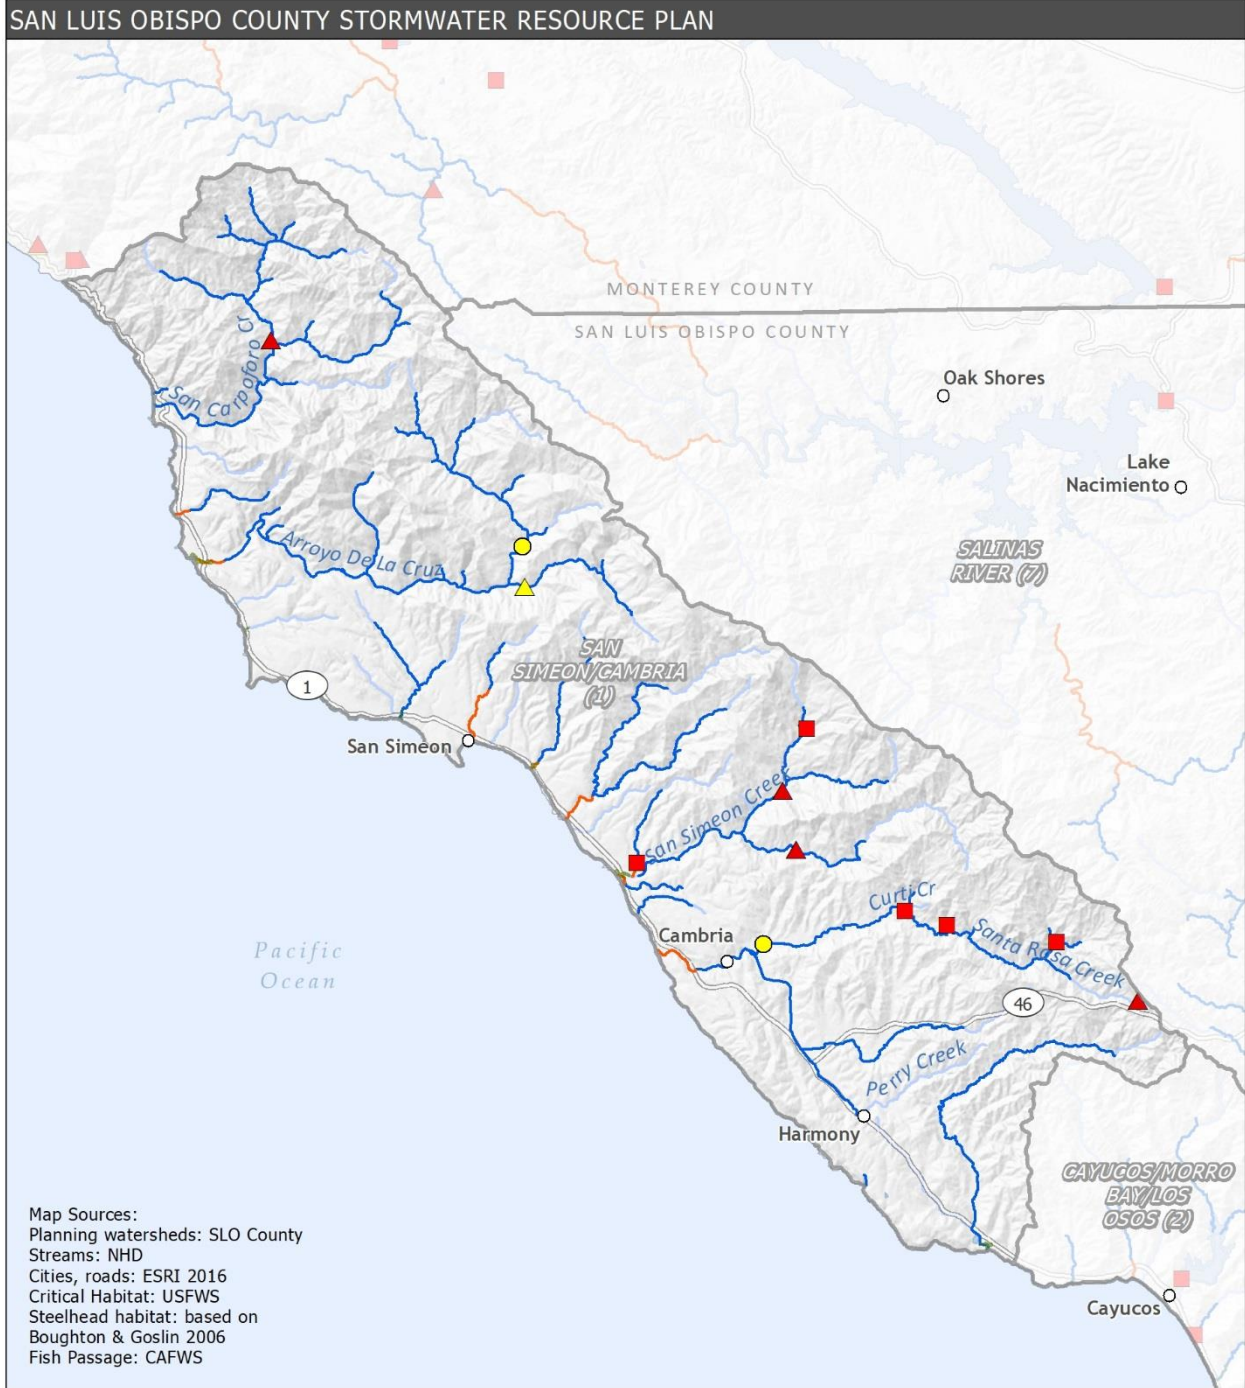 SAN LUIS OBISPO COUNTY STORMWATER RESOURCE PLAN
MONTEREY COUNTY
SAN LUIS OBISPO COUNTY
San Carpoforo Cr
Oak Shores
Lake
Nacimiento
Arroyo De La Cruz
SALINAS
RIVER (7)
SAN
SIMEON/CAMBRIA
(1)
1
San Simeon
San Simeon Creek
Curti Cr
Cambria
Santa Rosa Creek
Pacific
Ocean
46
Perry Creek
Harmony
CAYUCOS/MORRO
BAY/LOS
OSOS (2)
Cayucos
Map Sources:
Planning watersheds: SLO County
Streams: NHD
Cities, roads: ESRI 2016
Critical Habitat: USFWS
Steelhead habitat: based on
Boughton & Goslin 2006
Fish Passage: CAFWS